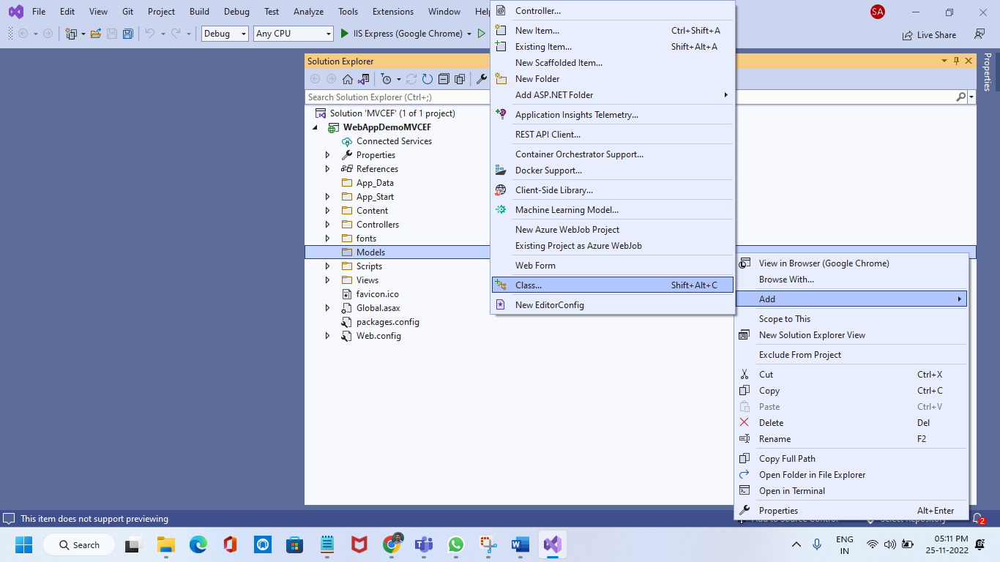 File Edit View Git Project Build Debug Test Analyze Tools Extensions Window Help
SA
Debug Any CPU IIS Express (Google Chrome) Live Share
Solution Explorer
Search Solution Explorer (Ctrl+;)
Solution 'MVCEF' (1 of 1 project)
WebAppDemoMVCEF
Connected Services
Properties
References
App_Data
App_Start
Content
Controllers
fonts
Models
Scripts
Views
favicon.ico
Global.asax
packages.config
Web.config
Controller...
New Item... Ctrl+Shift+A
Existing Item... Shift+Alt+A
New Scaffolded Item...
New Folder
Add ASP.NET Folder
Application Insights Telemetry...
REST API Client...
Container Orchestrator Support...
Docker Support...
Client-Side Library...
Machine Learning Model...
New Azure WebJob Project
Existing Project as Azure WebJob
Web Form
Class... Shift+Alt+C
New EditorConfig
View in Browser (Google Chrome)
Browse With...
Add
Scope to This
New Solution Explorer View
Exclude From Project
Cut Ctrl+X
Copy Ctrl+C
Paste Ctrl+V
Delete Del
Rename F2
Copy Full Path
Open Folder in File Explorer
Open in Terminal
Properties Alt+Enter
Properties
This item does not support previewing
2
Search
ENG
IN
05:11 PM
25-11-2022